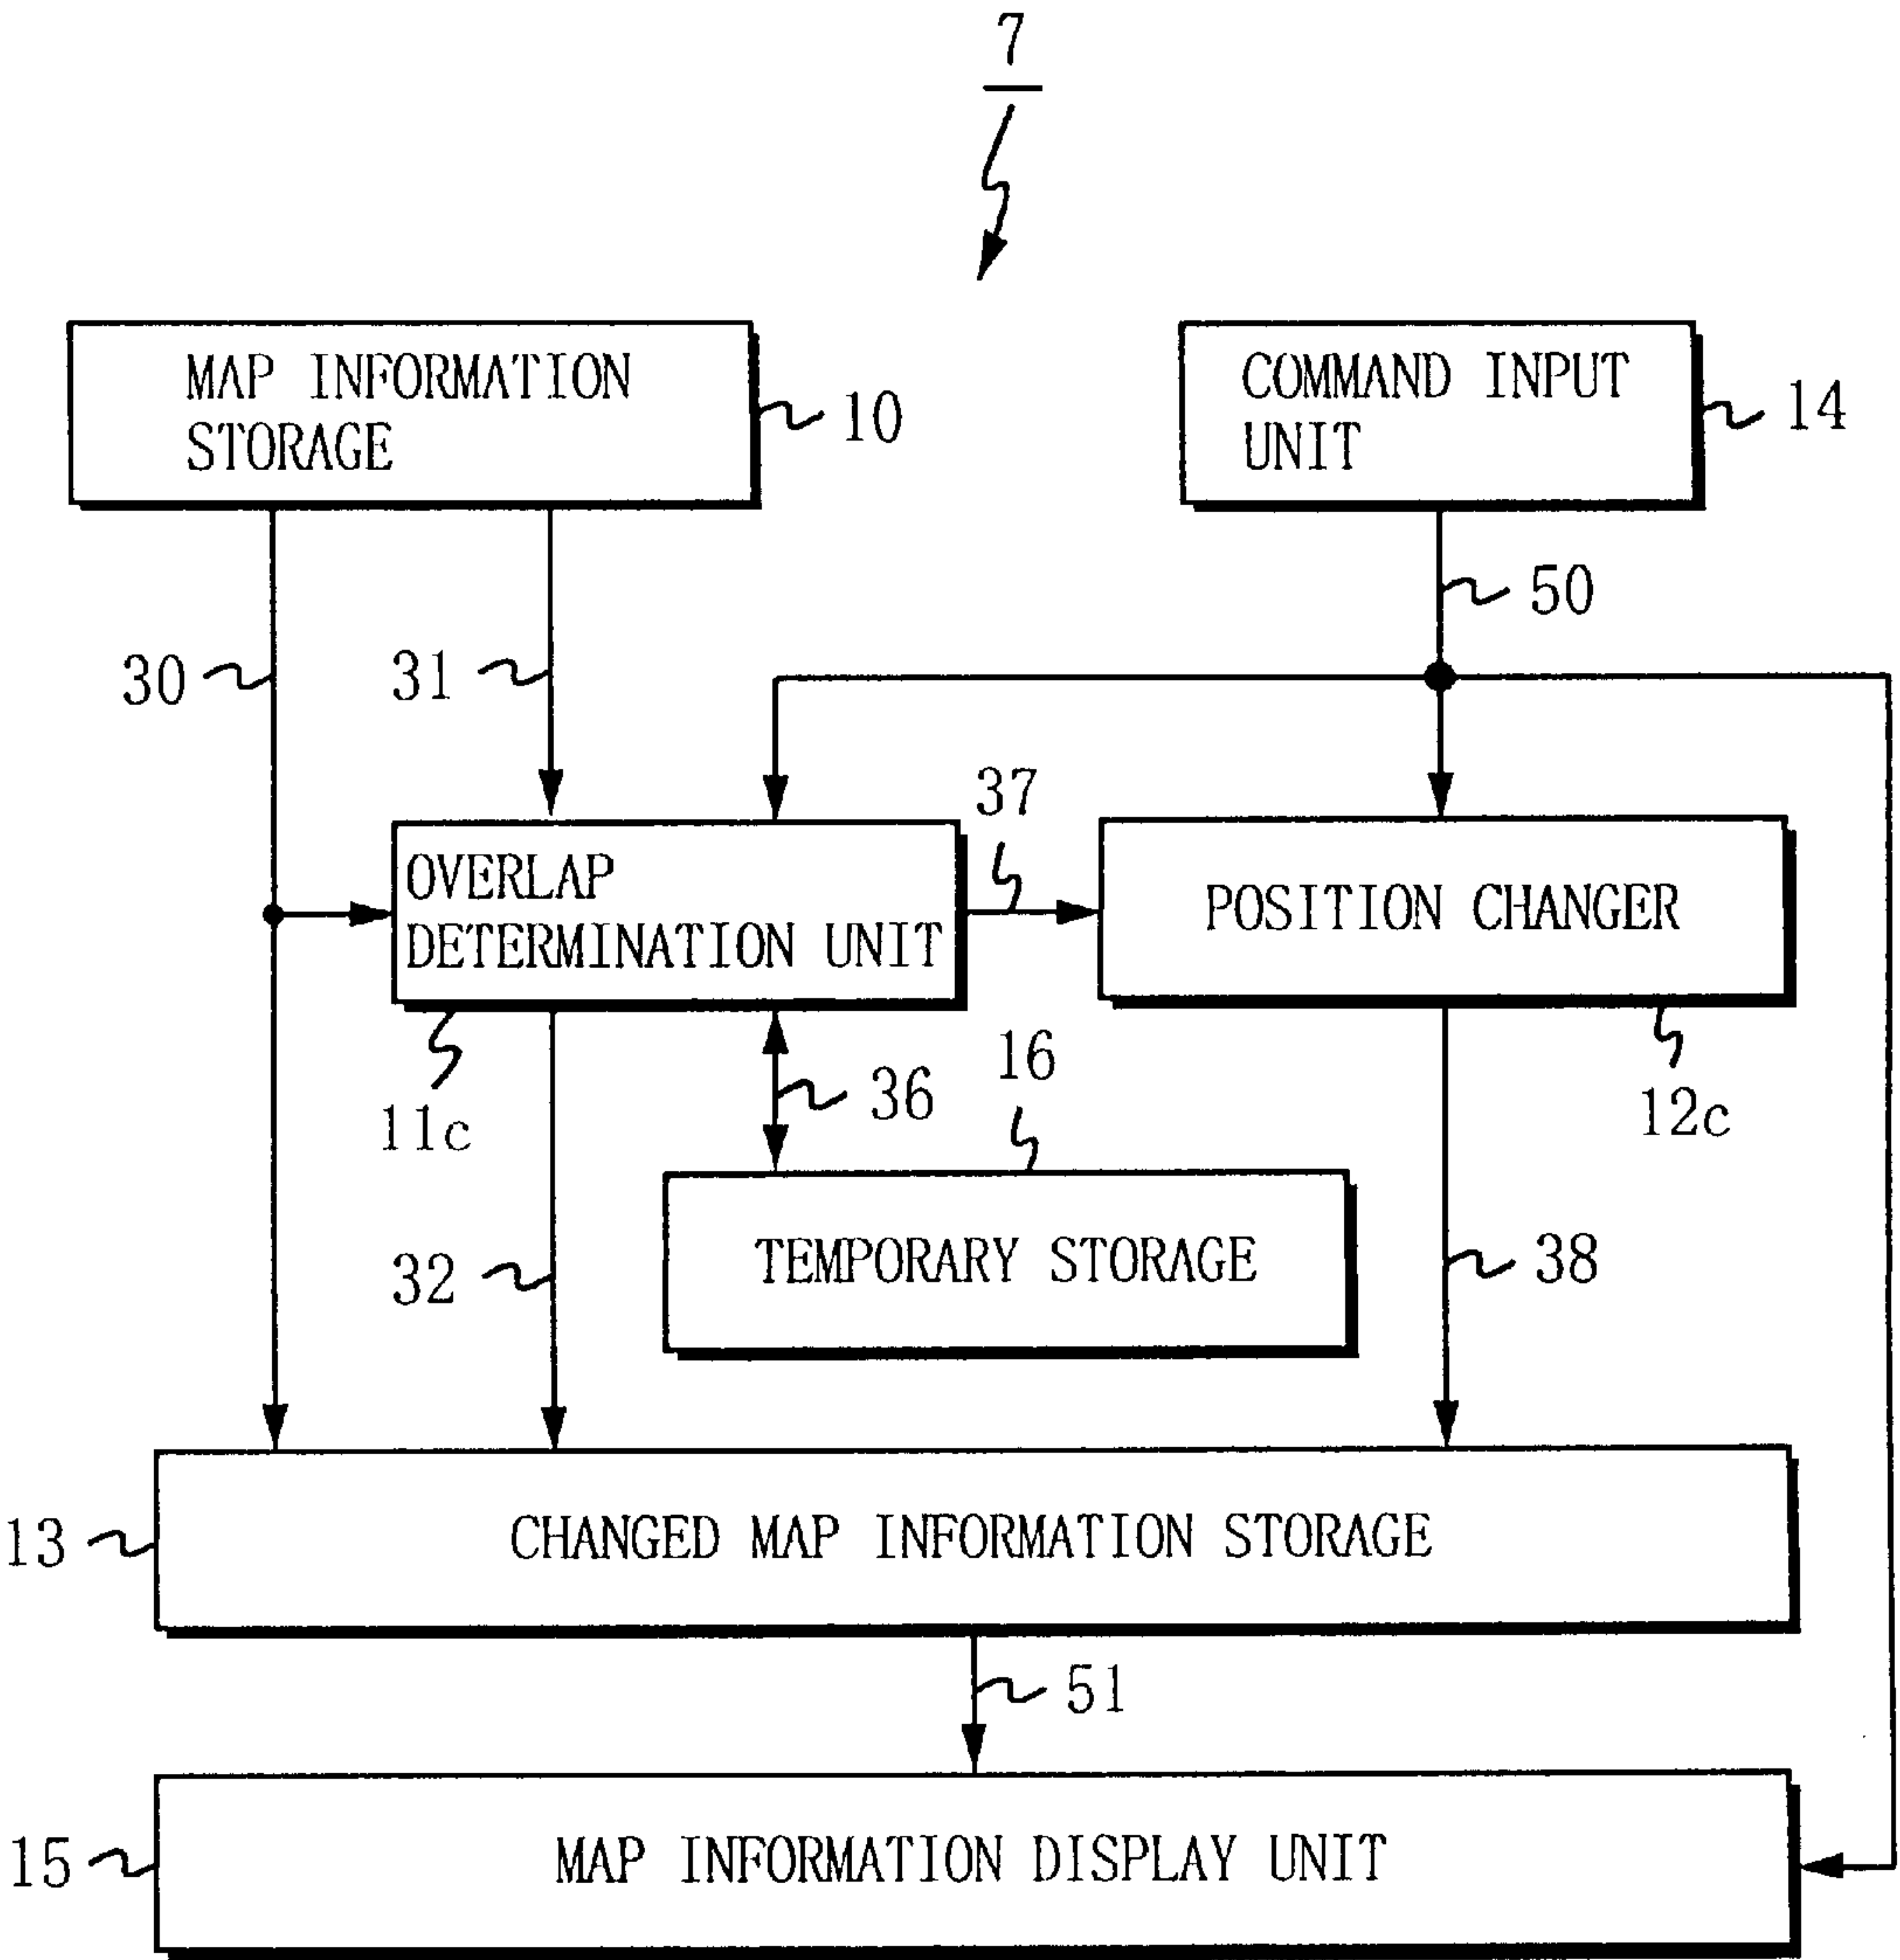 7
MAP INFORMATION
STORAGE
10
COMMAND INPUT
UNIT
14
50
30
31
37
OVERLAP
DETERMINATION UNIT
POSITION CHANGER
11c
36
16
12c
32
TEMPORARY STORAGE
38
13
CHANGED MAP INFORMATION STORAGE
51
15
MAP INFORMATION DISPLAY UNIT